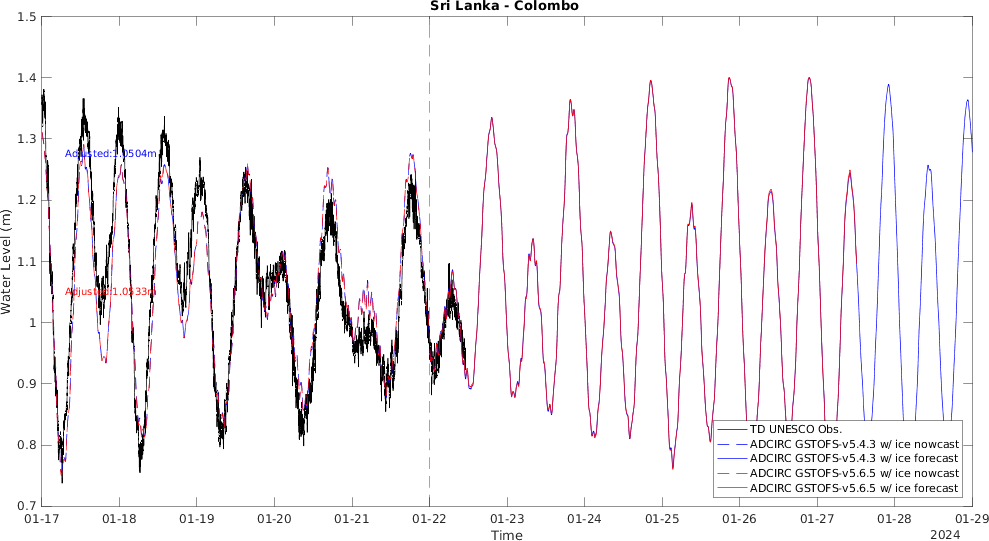 Sri Lanka - Colombo
1.5
1.4
1.3
1.2
1.1
1
0.9
0.8
0.7
Water Level (m)
Adjusted:1.0504m
Adjusted:1.0533m
TD UNESCO Obs.
ADCIRC GSTOFS-v5.4.3 w/ ice nowcast
ADCIRC GSTOFS-v5.4.3 w/ ice forecast
ADCIRC GSTOFS-v5.6.5 w/ ice nowcast
ADCIRC GSTOFS-v5.6.5 w/ ice forecast
01-17 01-18 01-19 01-20 01-21 01-22 01-23 01-24 01-25 01-26 01-27 01-28 01-29
Time
2024